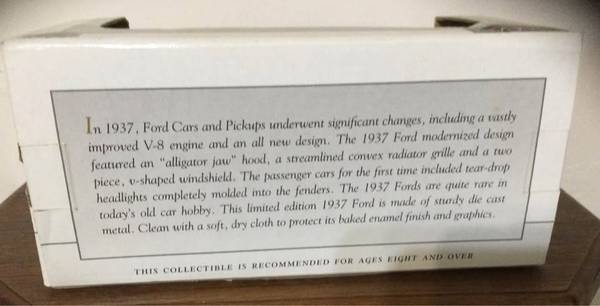 In 1937, Ford Cars and Pickups underwent significant changes, including a vastly
improved V-8 engine and an all new design. The 1937 Ford modernized design
featured an "alligator jaw" hood, a streamlined convex radiator grille and a two
piece, v-shaped windshield. The passenger cars for the first time included tear-drop
headlights completely molded into the fenders. The 1937 Fords are quite rare in
today's old car hobby. This limited edition 1937 Ford is made of sturdy die cast
metal. Clean with a soft, dry cloth to protect its baked enamel finish and graphics.
THIS COLLECTIBLE IS RECOMMENDED FOR AGES EIGHT AND OVER